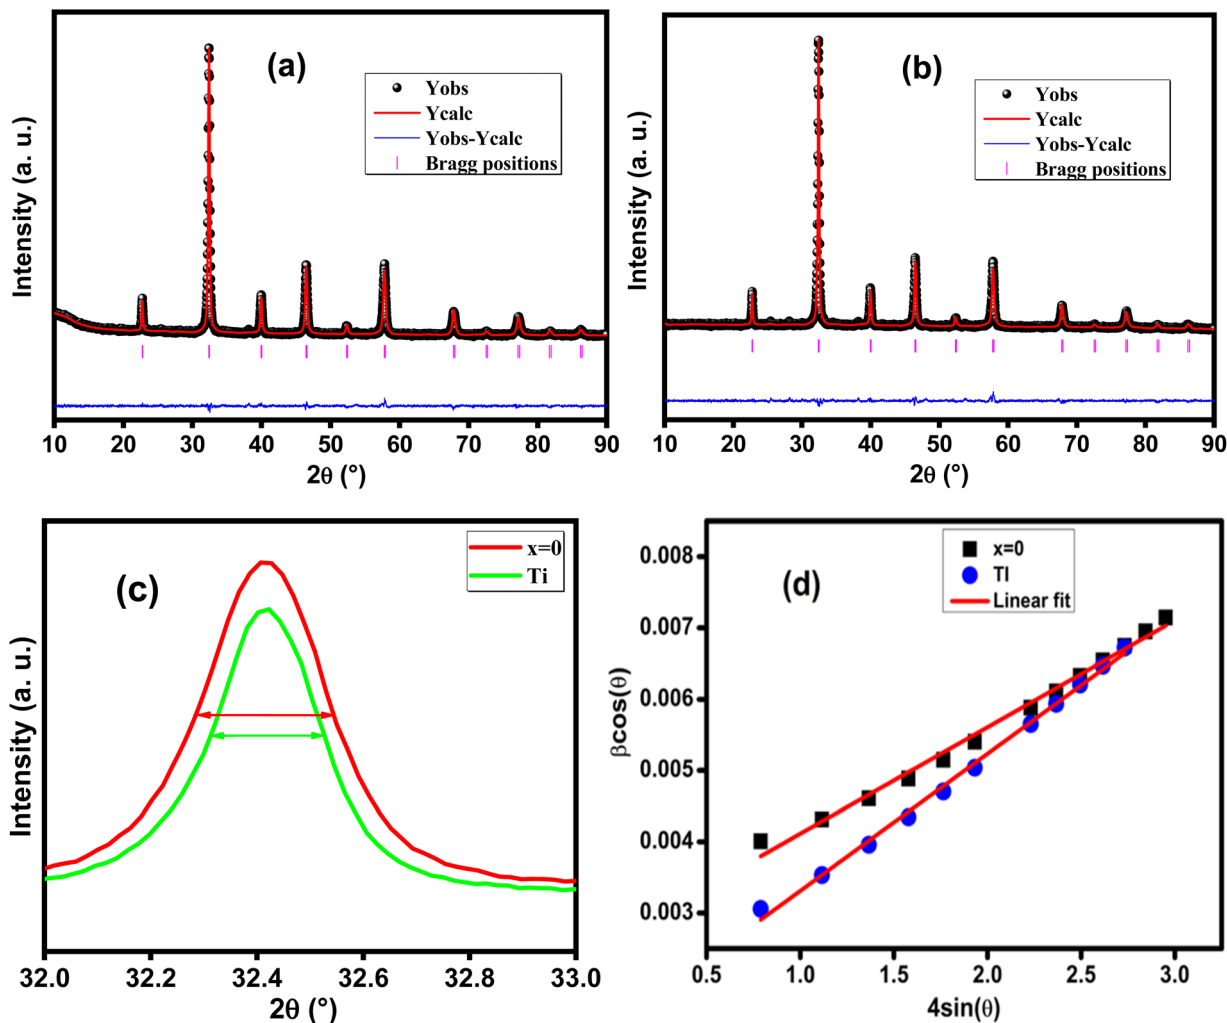 (a)
Yobs
Ycalc
Yobs-Ycalc
Bragg positions
Intensity (a. u.)
10 20 30 40 50 60 70 80 90
2θ (°)
(b)
Yobs
Ycalc
Yobs-Ycalc
Bragg positions
Intensity (a. u.)
10 20 30 40 50 60 70 80 90
2θ (°)
(c)
x=0
Ti
Intensity (a. u.)
32.0 32.2 32.4 32.6 32.8 33.0
2θ (°)
(d)
x=0
TI
Linear fit
βcos(θ)
0.008
0.007
0.006
0.005
0.004
0.003
0.5 1.0 1.5 2.0 2.5 3.0
4sin(θ)